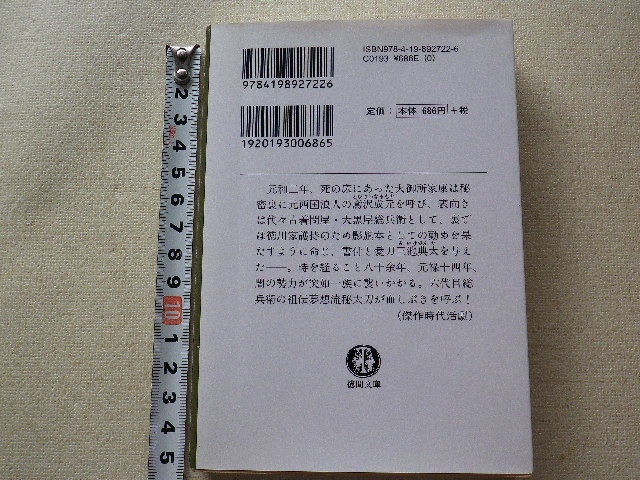 ISBN978-4-19-892722-6
C0193 ¥686E (0)
9784198927226
定価：本体 686円 +税
1920193006865
元和二年、死の床にあった大御所家康は秘
密裏に元西国浪人の鳶沢成元を呼び、表向き
は代々古着問屋・大黒屋総兵衛として、裏で
は徳川家護持のため影旗本としての勤めを果
たすように命じ、書付と愛刀三池典太を与え
た――。時を経ること八十余年、元禄十四年、
闇の勢力が突如一族に襲いかかる。六代目総
兵衛の祖伝夢想流秘太刀が血しぶきを呼ぶ！
（傑作時代活劇）
徳間文庫
2 3 4 5 6 7 8 9 10 1 2 3 4 5